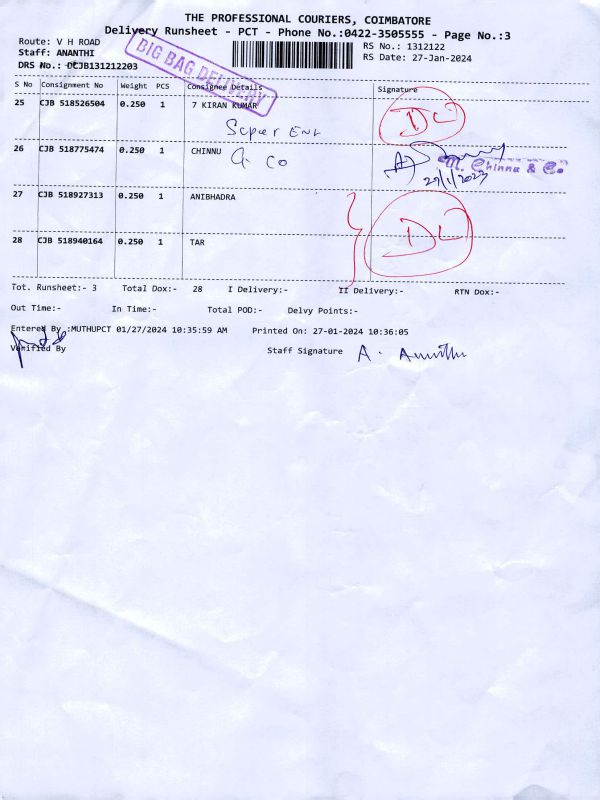 THE PROFESSIONAL COURIERS, COIMBATORE
Delivery Runsheet - PCT - Phone No.:0422-3505555 - Page No.:3
Route: V H ROAD RS No.: 1312122
Staff: ANANTHI RS Date: 27-Jan-2024
DRS No.: DCJB131212203
BIG BAG DELIVERY
S No Consignment No Weight PCS Consignee Details Signature
25 CJB 518526504 0.250 1 7 KIRAN KUMAR
Super Ent
26 CJB 518775474 0.250 1 CHINNU
& Co
M. Chinna & Co
27 CJB 518927313 0.250 1 ANIBHADRA
28 CJB 518940164 0.250 1 TAR
Tot. Runsheet:- 3 Total Dox:- 28 I Delivery:- II Delivery:- RTN Dox:-
Out Time:- In Time:- Total POD:- Delvy Points:-
Entered By :MUTHUPCT 01/27/2024 10:35:59 AM Printed On: 27-01-2024 10:36:05
Verified By Staff Signature A. Ananthi